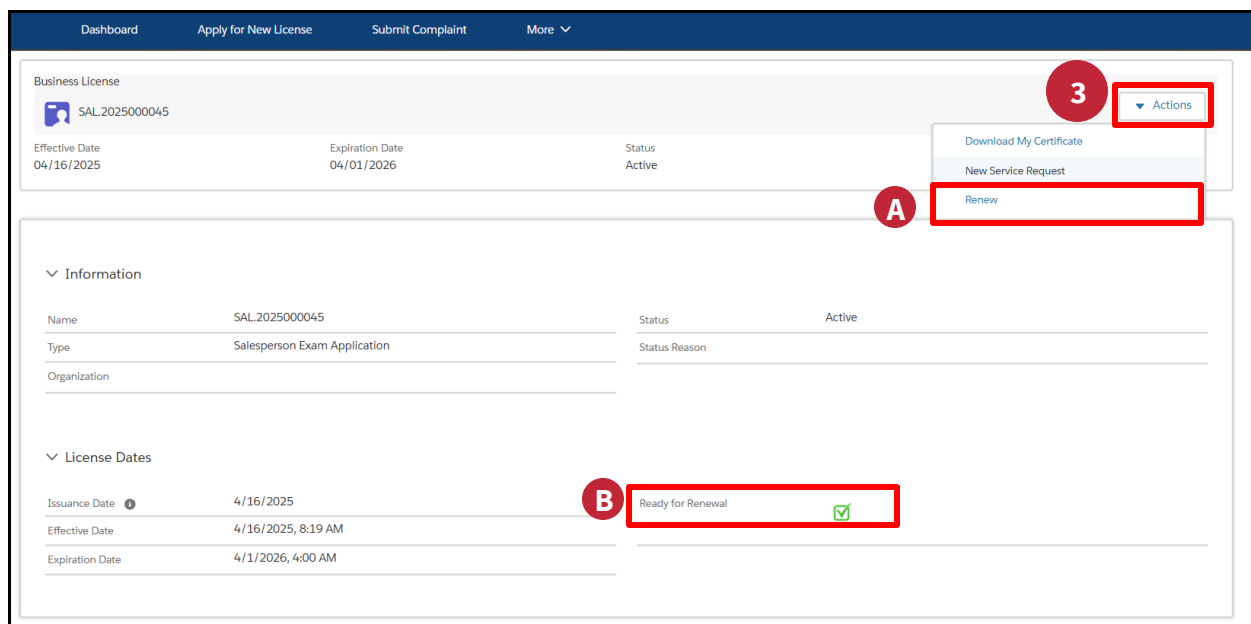 Dashboard Apply for New License Submit Complaint More
Business License
SAL.2025000045
3
Actions
Effective Date Expiration Date Status
04/16/2025 04/01/2026 Active
Download My Certificate
New Service Request
A
Renew
Information
Name SAL.2025000045 Status Active
Type Salesperson Exam Application Status Reason
Organization
License Dates
Issuance Date 4/16/2025 B Ready for Renewal
Effective Date 4/16/2025, 8:19 AM
Expiration Date 4/1/2026, 4:00 AM